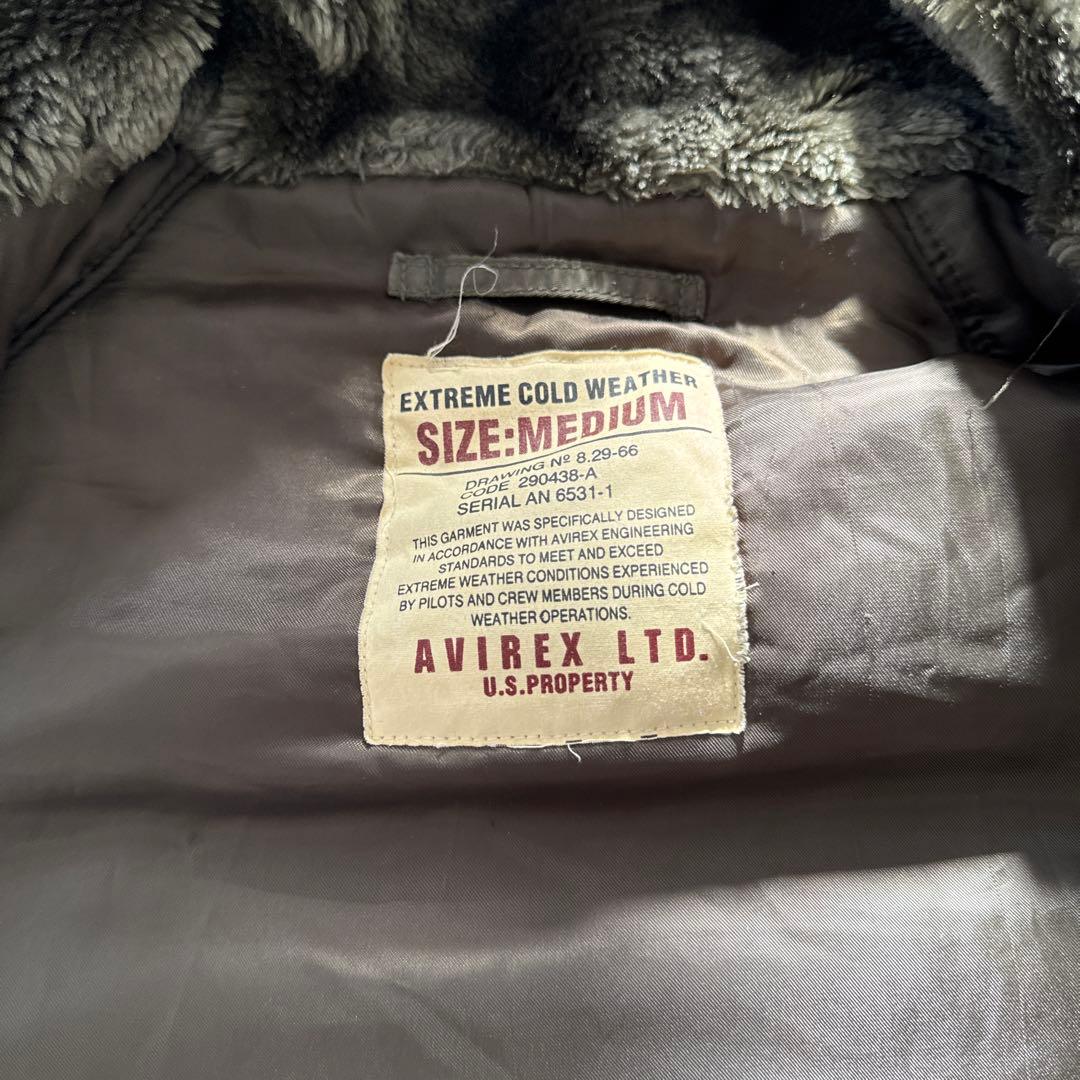 EXTREME COLD WEATHER
SIZE:MEDIUM
DRAWING Nº 8.29-66
CODE 290438-A
SERIAL AN 6531-1
THIS GARMENT WAS SPECIFICALLY DESIGNED
IN ACCORDANCE WITH AVIREX ENGINEERING
STANDARDS TO MEET AND EXCEED
EXTREME WEATHER CONDITIONS EXPERIENCED
BY PILOTS AND CREW MEMBERS DURING COLD
WEATHER OPERATIONS.
AVIREX LTD.
U.S.PROPERTY